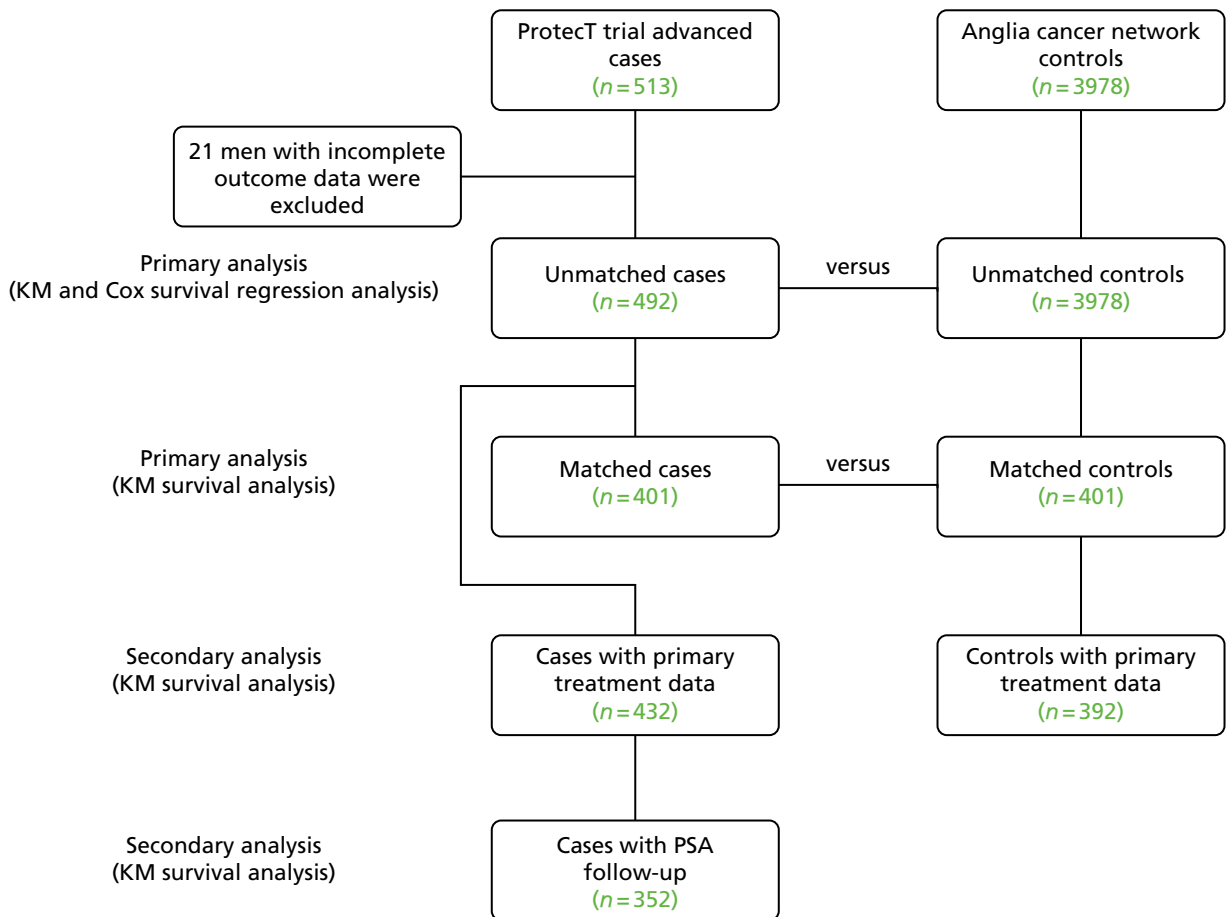 ProtecT trial advanced
cases
(n=513)
Anglia cancer network
controls
(n=3978)
21 men with incomplete
outcome data were
excluded
Primary analysis
(KM and Cox survival regression analysis)
Unmatched cases
(n=492)
versus
Unmatched controls
(n=3978)
Primary analysis
(KM survival analysis)
Matched cases
(n=401)
versus
Matched controls
(n=401)
Secondary analysis
(KM survival analysis)
Cases with primary
treatment data
(n=432)
Controls with primary
treatment data
(n=392)
Secondary analysis
(KM survival analysis)
Cases with PSA
follow-up
(n=352)